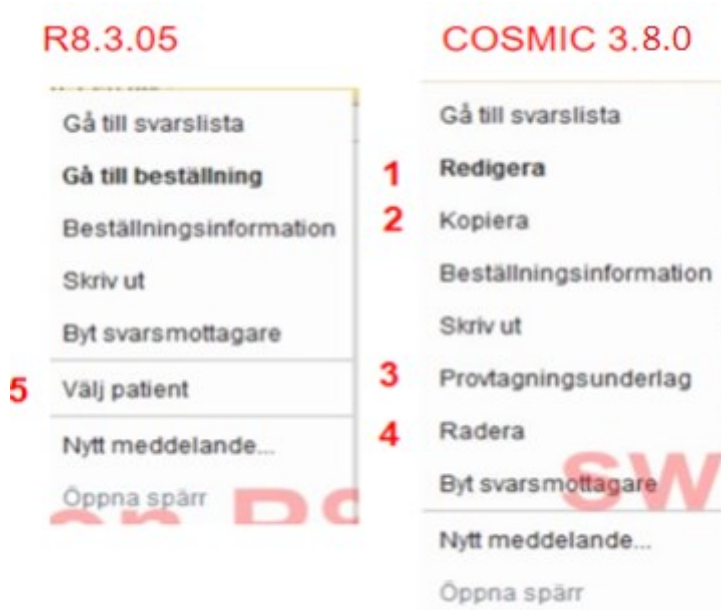 R8.3.05
Gå till svarslista
Gå till beställning
Beställningsinformation
Skriv ut
Byt svarsmottagare
5 Välj patient
Nytt meddelande...
Öppna spärr
COSMIC 3.8.0
Gå till svarslista
1 Redigera
2 Kopiera
Beställningsinformation
Skriv ut
3 Provtagningsunderlag
4 Radera
Byt svarsmottagare
Nytt meddelande...
Öppna spärr